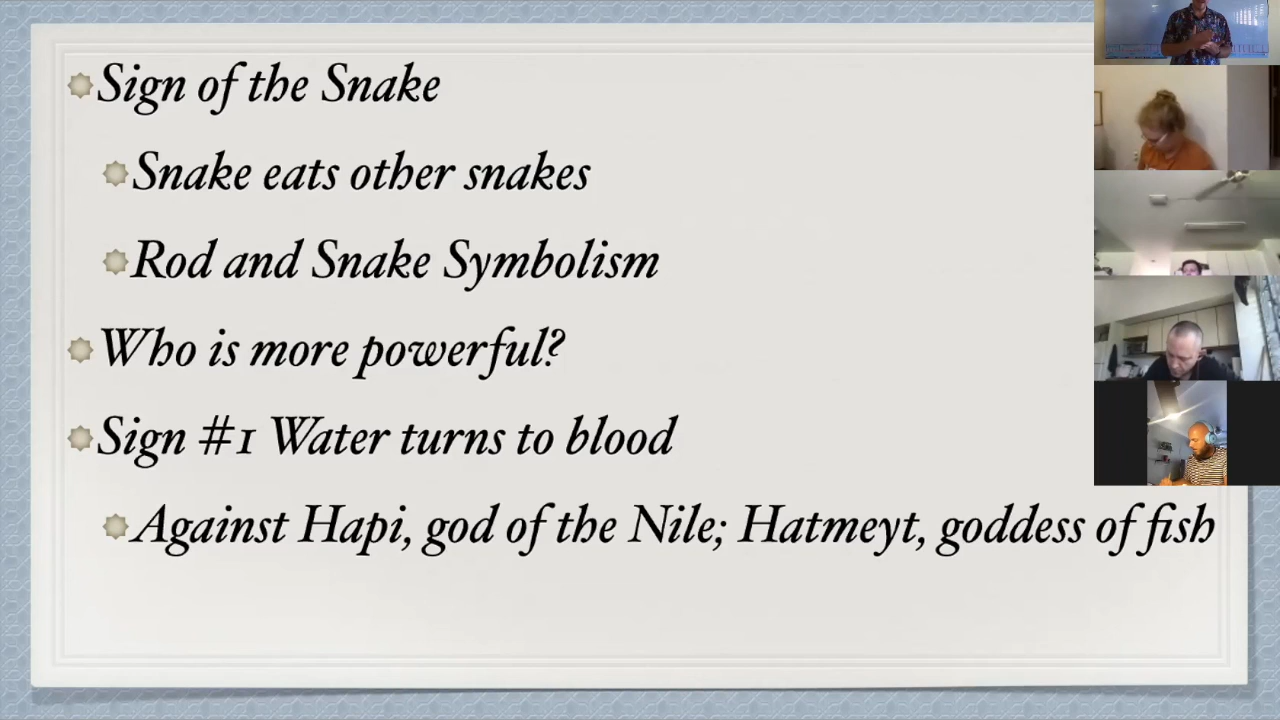 Sign of the Snake
Snake eats other snakes
Rod and Snake Symbolism
Who is more powerful?
Sign #1 Water turns to blood
Against Hapi, god of the Nile; Hatmeyt, goddess of fish